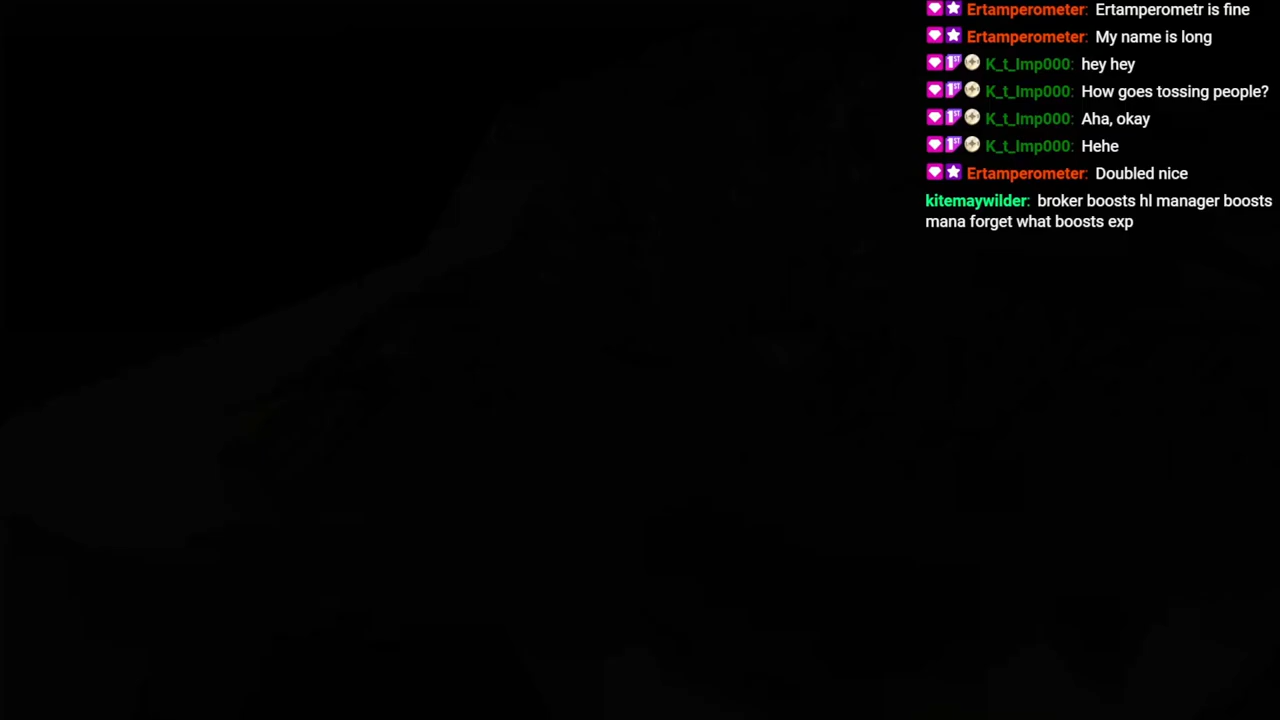 Ertamperometer: Ertamperometr is fine
Ertamperometer: My name is long
K_t_Imp000: hey hey
K_t_Imp000: How goes tossing people?
K_t_Imp000: Aha, okay
K_t_Imp000: Hehe
Ertamperometer: Doubled nice
kitemaywilder: broker boosts hl manager boosts
mana forget what boosts exp